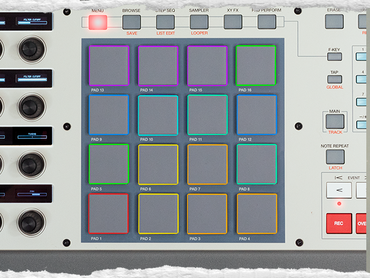 MENU BROWSE STEP SEQ SAMPLER XY FX PAD PERFORM ERASE
SAVE LIST EDIT LOOPER
F KEY
TAP
GLOBAL
PAD 13 PAD 14 PAD 15 PAD 16
MAIN
TRACK
PAD 9 PAD 10 PAD 11 PAD 12
NOTE REPEAT
LATCH
PAD 5 PAD 6 PAD 7 PAD 8
EVENT
REC
PAD 1 PAD 2 PAD 3 PAD 4